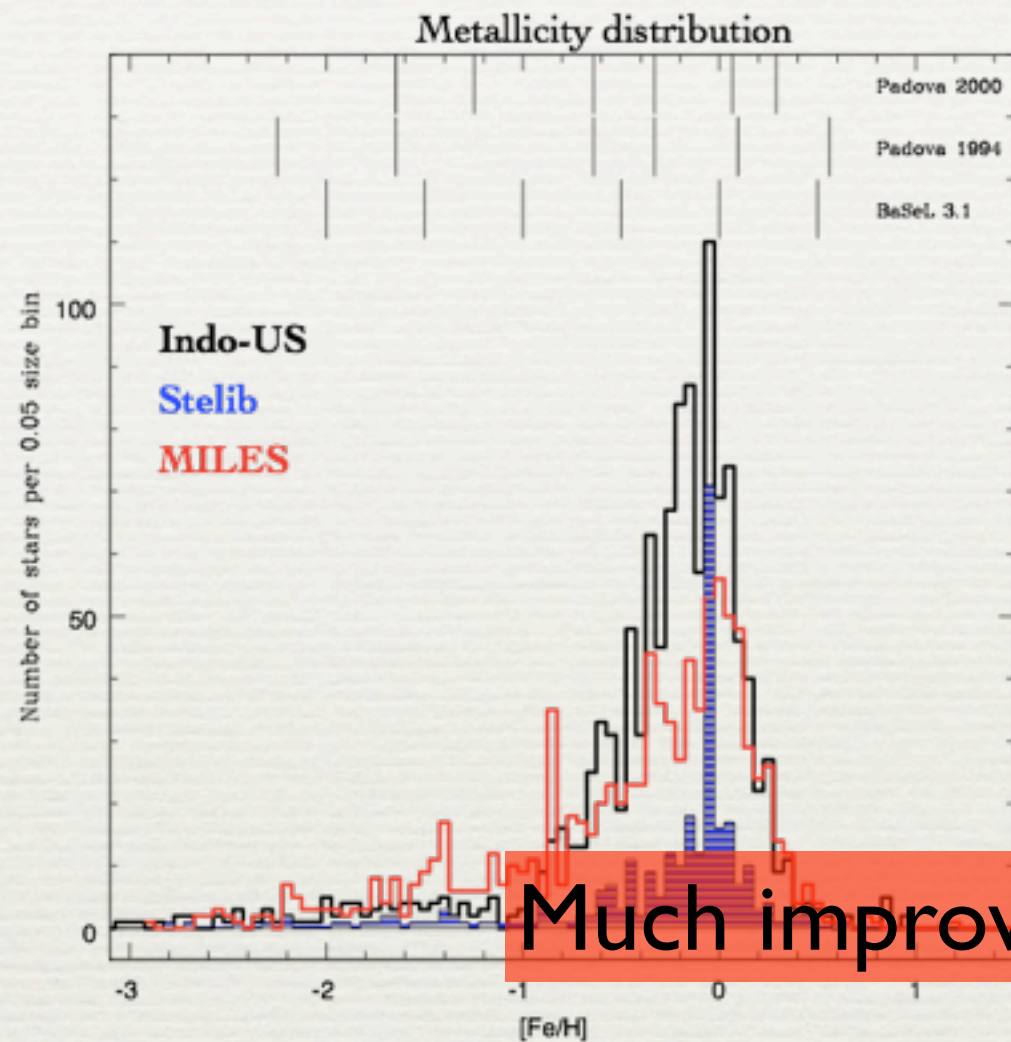 Metallicity distribution
Padova 2000
Padova 1994
BaSeL 3.1
Number of stars per 0.05 size bin
100
50
0
Indo-US
Stelib
MILES
Much improv
-3 -2 -1 0 1
[Fe/H]